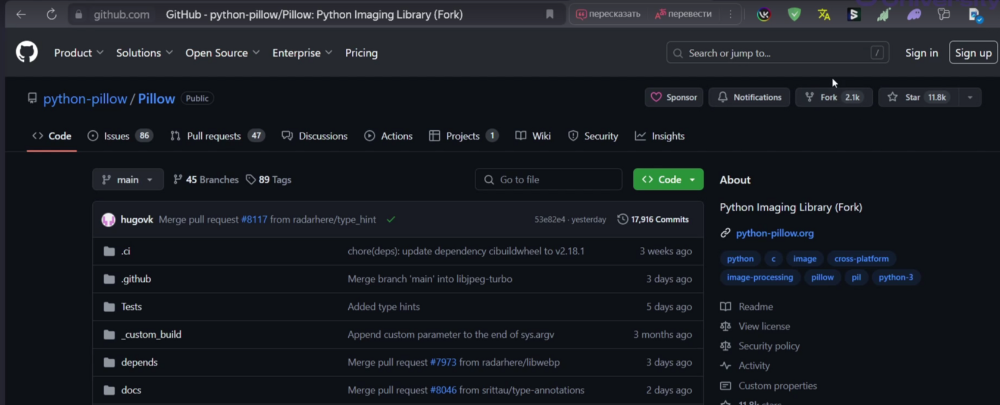 University
github.com GitHub - python-pillow/Pillow: Python Imaging Library (Fork) пересказать перевести
Product Solutions Open Source Enterprise Pricing Search or jump to... / Sign in Sign up
python-pillow / Pillow Public Sponsor Notifications Fork 2.1k Star 11.8k
Code Issues 86 Pull requests 47 Discussions Actions Projects 1 Wiki Security Insights
main 45 Branches 89 Tags Go to file Code
hugovk Merge pull request #8117 from radarhere/type_hint 53e82e4 · yesterday 17,916 Commits
.ci chore(deps): update dependency cibuildwheel to v2.18.1 3 weeks ago
.github Merge branch 'main' into libjpeg-turbo 3 days ago
Tests Added type hints 5 days ago
_custom_build Append custom parameter to the end of sys.argv 3 months ago
depends Merge pull request #7973 from radarhere/libwebp 3 days ago
docs Merge pull request #8046 from srittau/type-annotations 2 days ago
About
Python Imaging Library (Fork)
python-pillow.org
python c image cross-platform
image-processing pillow pil python-3
Readme
View license
Security policy
Activity
Custom properties
11.8k stars